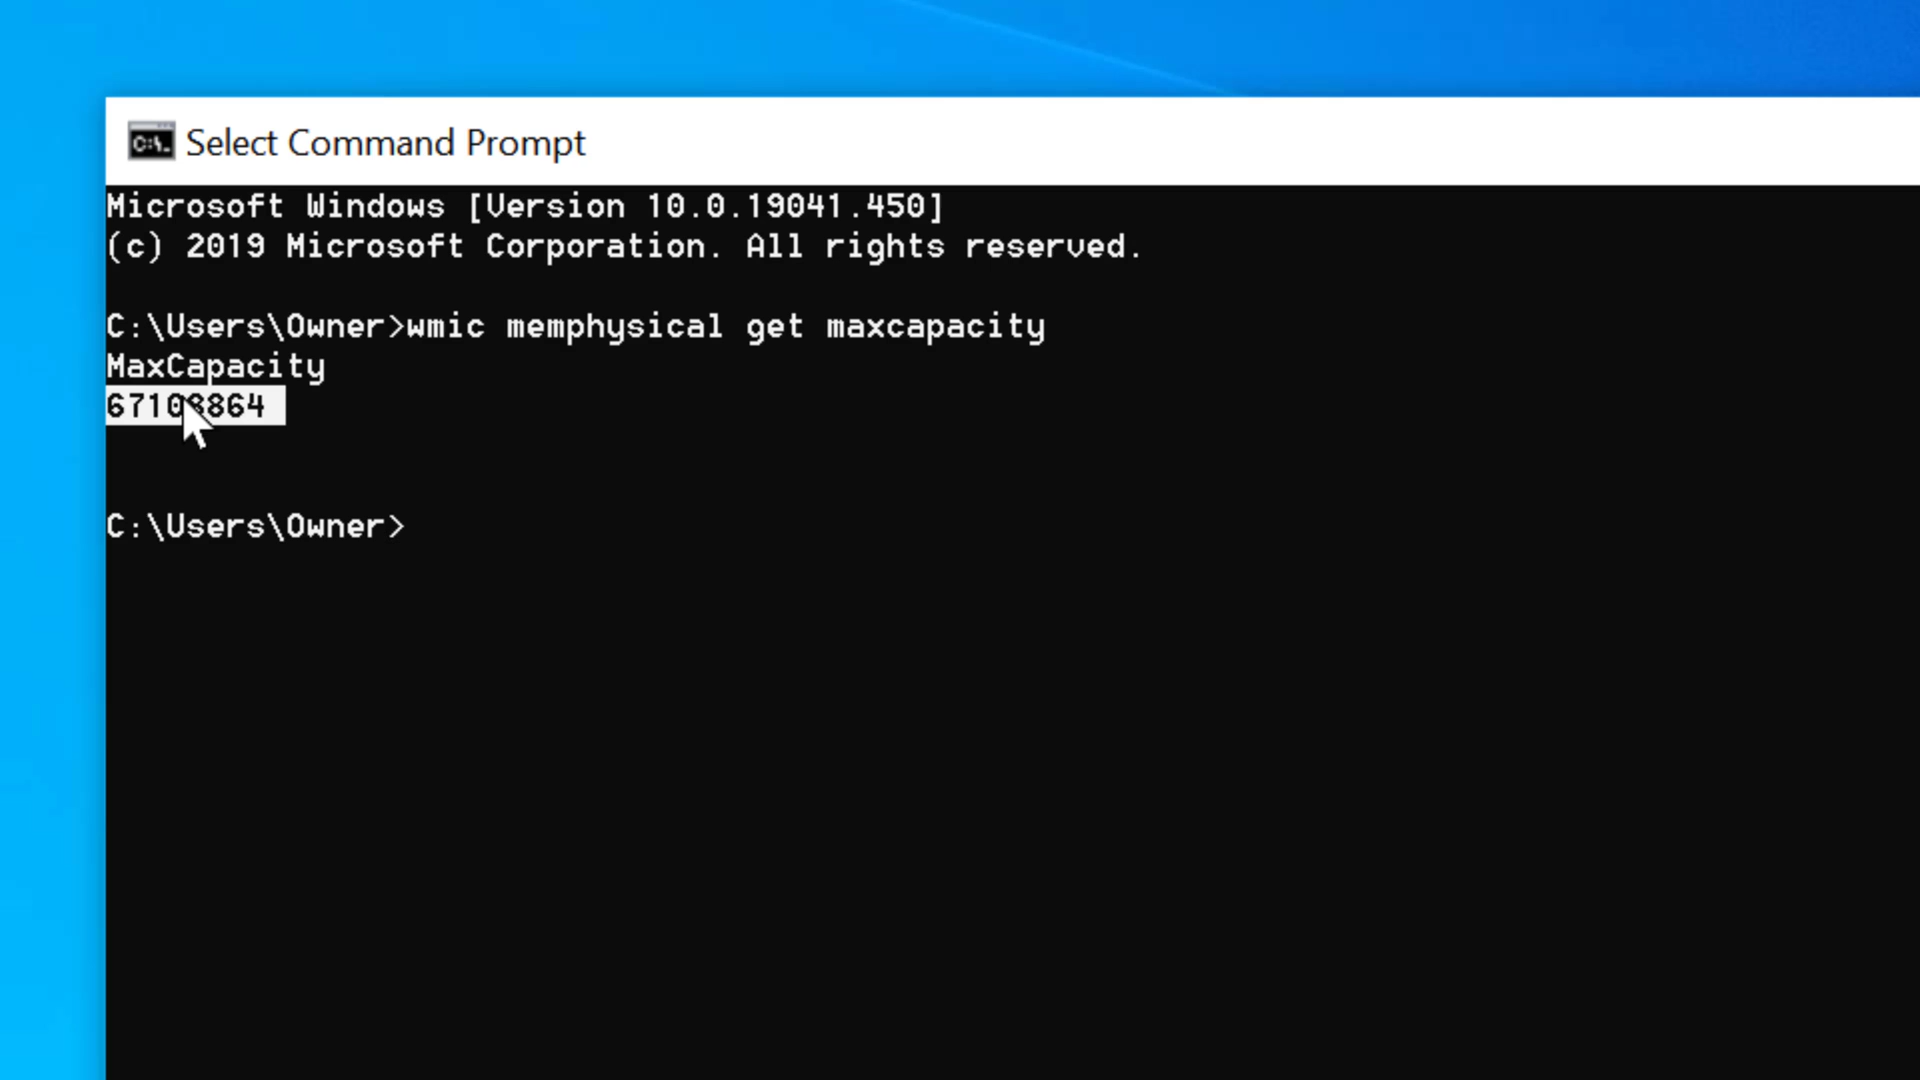 Select Command Prompt
Microsoft Windows [Version 10.0.19041.450]
(c) 2019 Microsoft Corporation. All rights reserved.
C:\Users\Owner>wmic memphysical get maxcapacity
MaxCapacity
67108864
C:\Users\Owner>